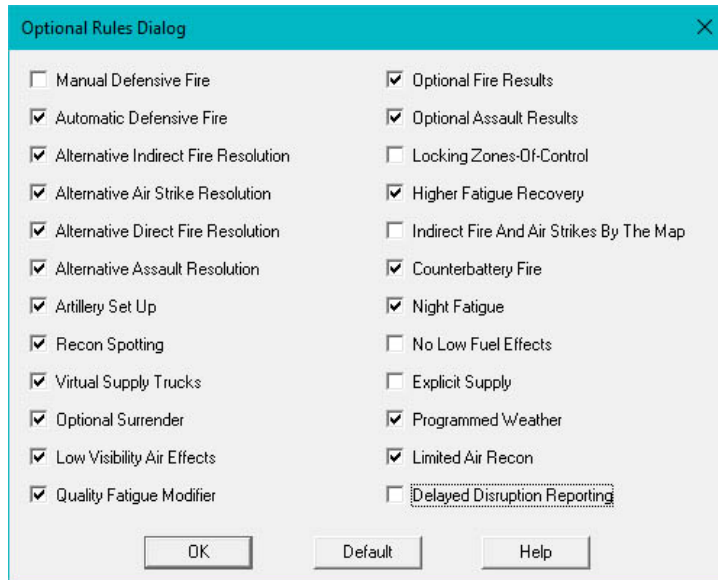 Optional Rules Dialog
Manual Defensive Fire
Automatic Defensive Fire
Alternative Indirect Fire Resolution
Alternative Air Strike Resolution
Alternative Direct Fire Resolution
Alternative Assault Resolution
Artillery Set Up
Recon Spotting
Virtual Supply Trucks
Optional Surrender
Low Visibility Air Effects
Quality Fatigue Modifier
Optional Fire Results
Optional Assault Results
Locking Zones-Of-Control
Higher Fatigue Recovery
Indirect Fire And Air Strikes By The Map
Counterbattery Fire
Night Fatigue
No Low Fuel Effects
Explicit Supply
Programmed Weather
Limited Air Recon
Delayed Disruption Reporting
OK
Default
Help